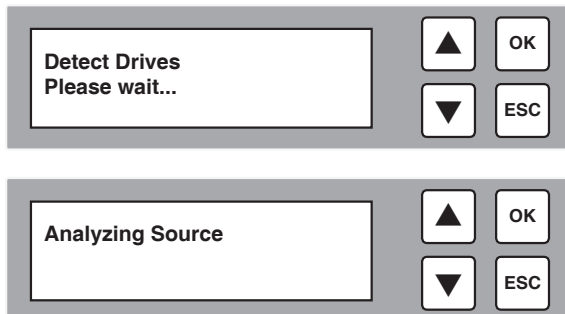 Detect Drives
Please wait...
OK
ESC
Analyzing Source
OK
ESC